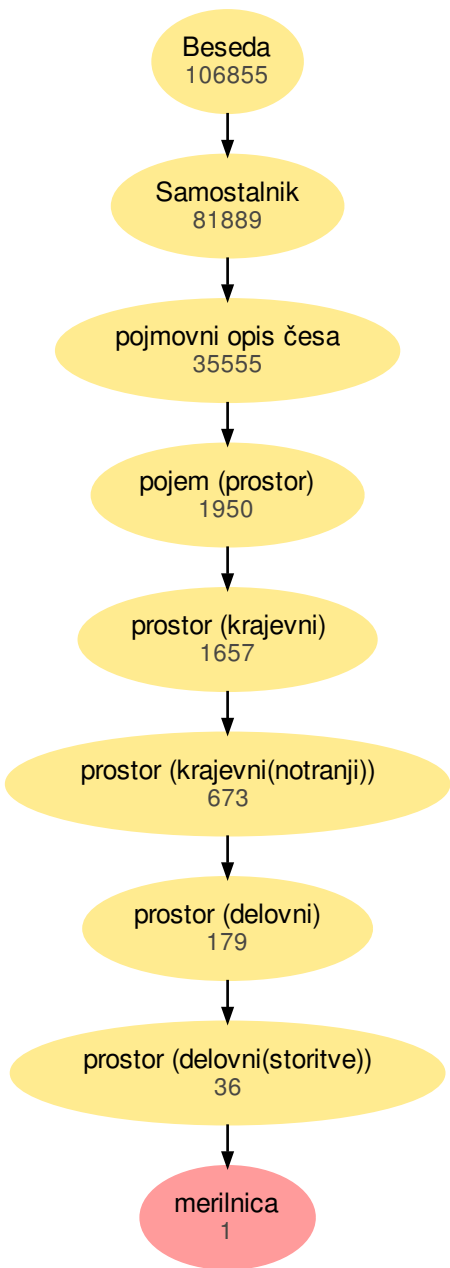 Beseda
106855
Samostalnik
81889
pojmovni opis česa
35555
pojem (prostor)
1950
prostor (krajevni)
1657
prostor (krajevni(notranji))
673
prostor (delovni)
179
prostor (delovni(storitve))
36
merilnica
1